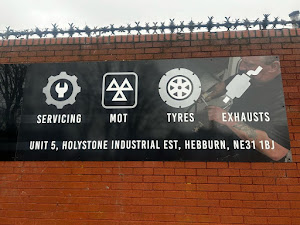 SERVICING MOT TYRES EXHAUSTS
UNIT 5, HOLYSTONE INDUSTRIAL EST, HEBBURN, NE31 1BJ